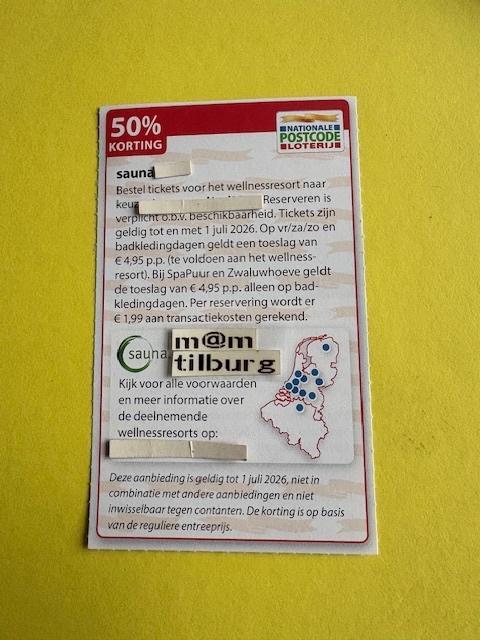 50%
KORTING
NATIONALE
POSTCODE
LOTERIJ
sauna
Bestel tickets voor het wellnessresort naar
keuz Reserveren is
verplicht o.b.v. beschikbaarheid. Tickets zijn
geldig tot en met 1 juli 2026. Op vr/za/zo en
badkledingdagen geldt een toeslag van
€ 4,95 p.p. (te voldoen aan het wellness-
resort). Bij SpaPuur en Zwaluwhoeve geldt
de toeslag van € 4,95 p.p. alleen op bad-
kledingdagen. Per reservering wordt er
€ 1,99 aan transactiekosten gerekend.
m@m
sauna tilburg
Kijk voor alle voorwaarden
en meer informatie over
de deelnemende
wellnessresorts op:
Deze aanbieding is geldig tot 1 juli 2026, niet in
combinatie met andere aanbiedingen en niet
inwisselbaar tegen contanten. De korting is op basis
van de reguliere entreeprijs.